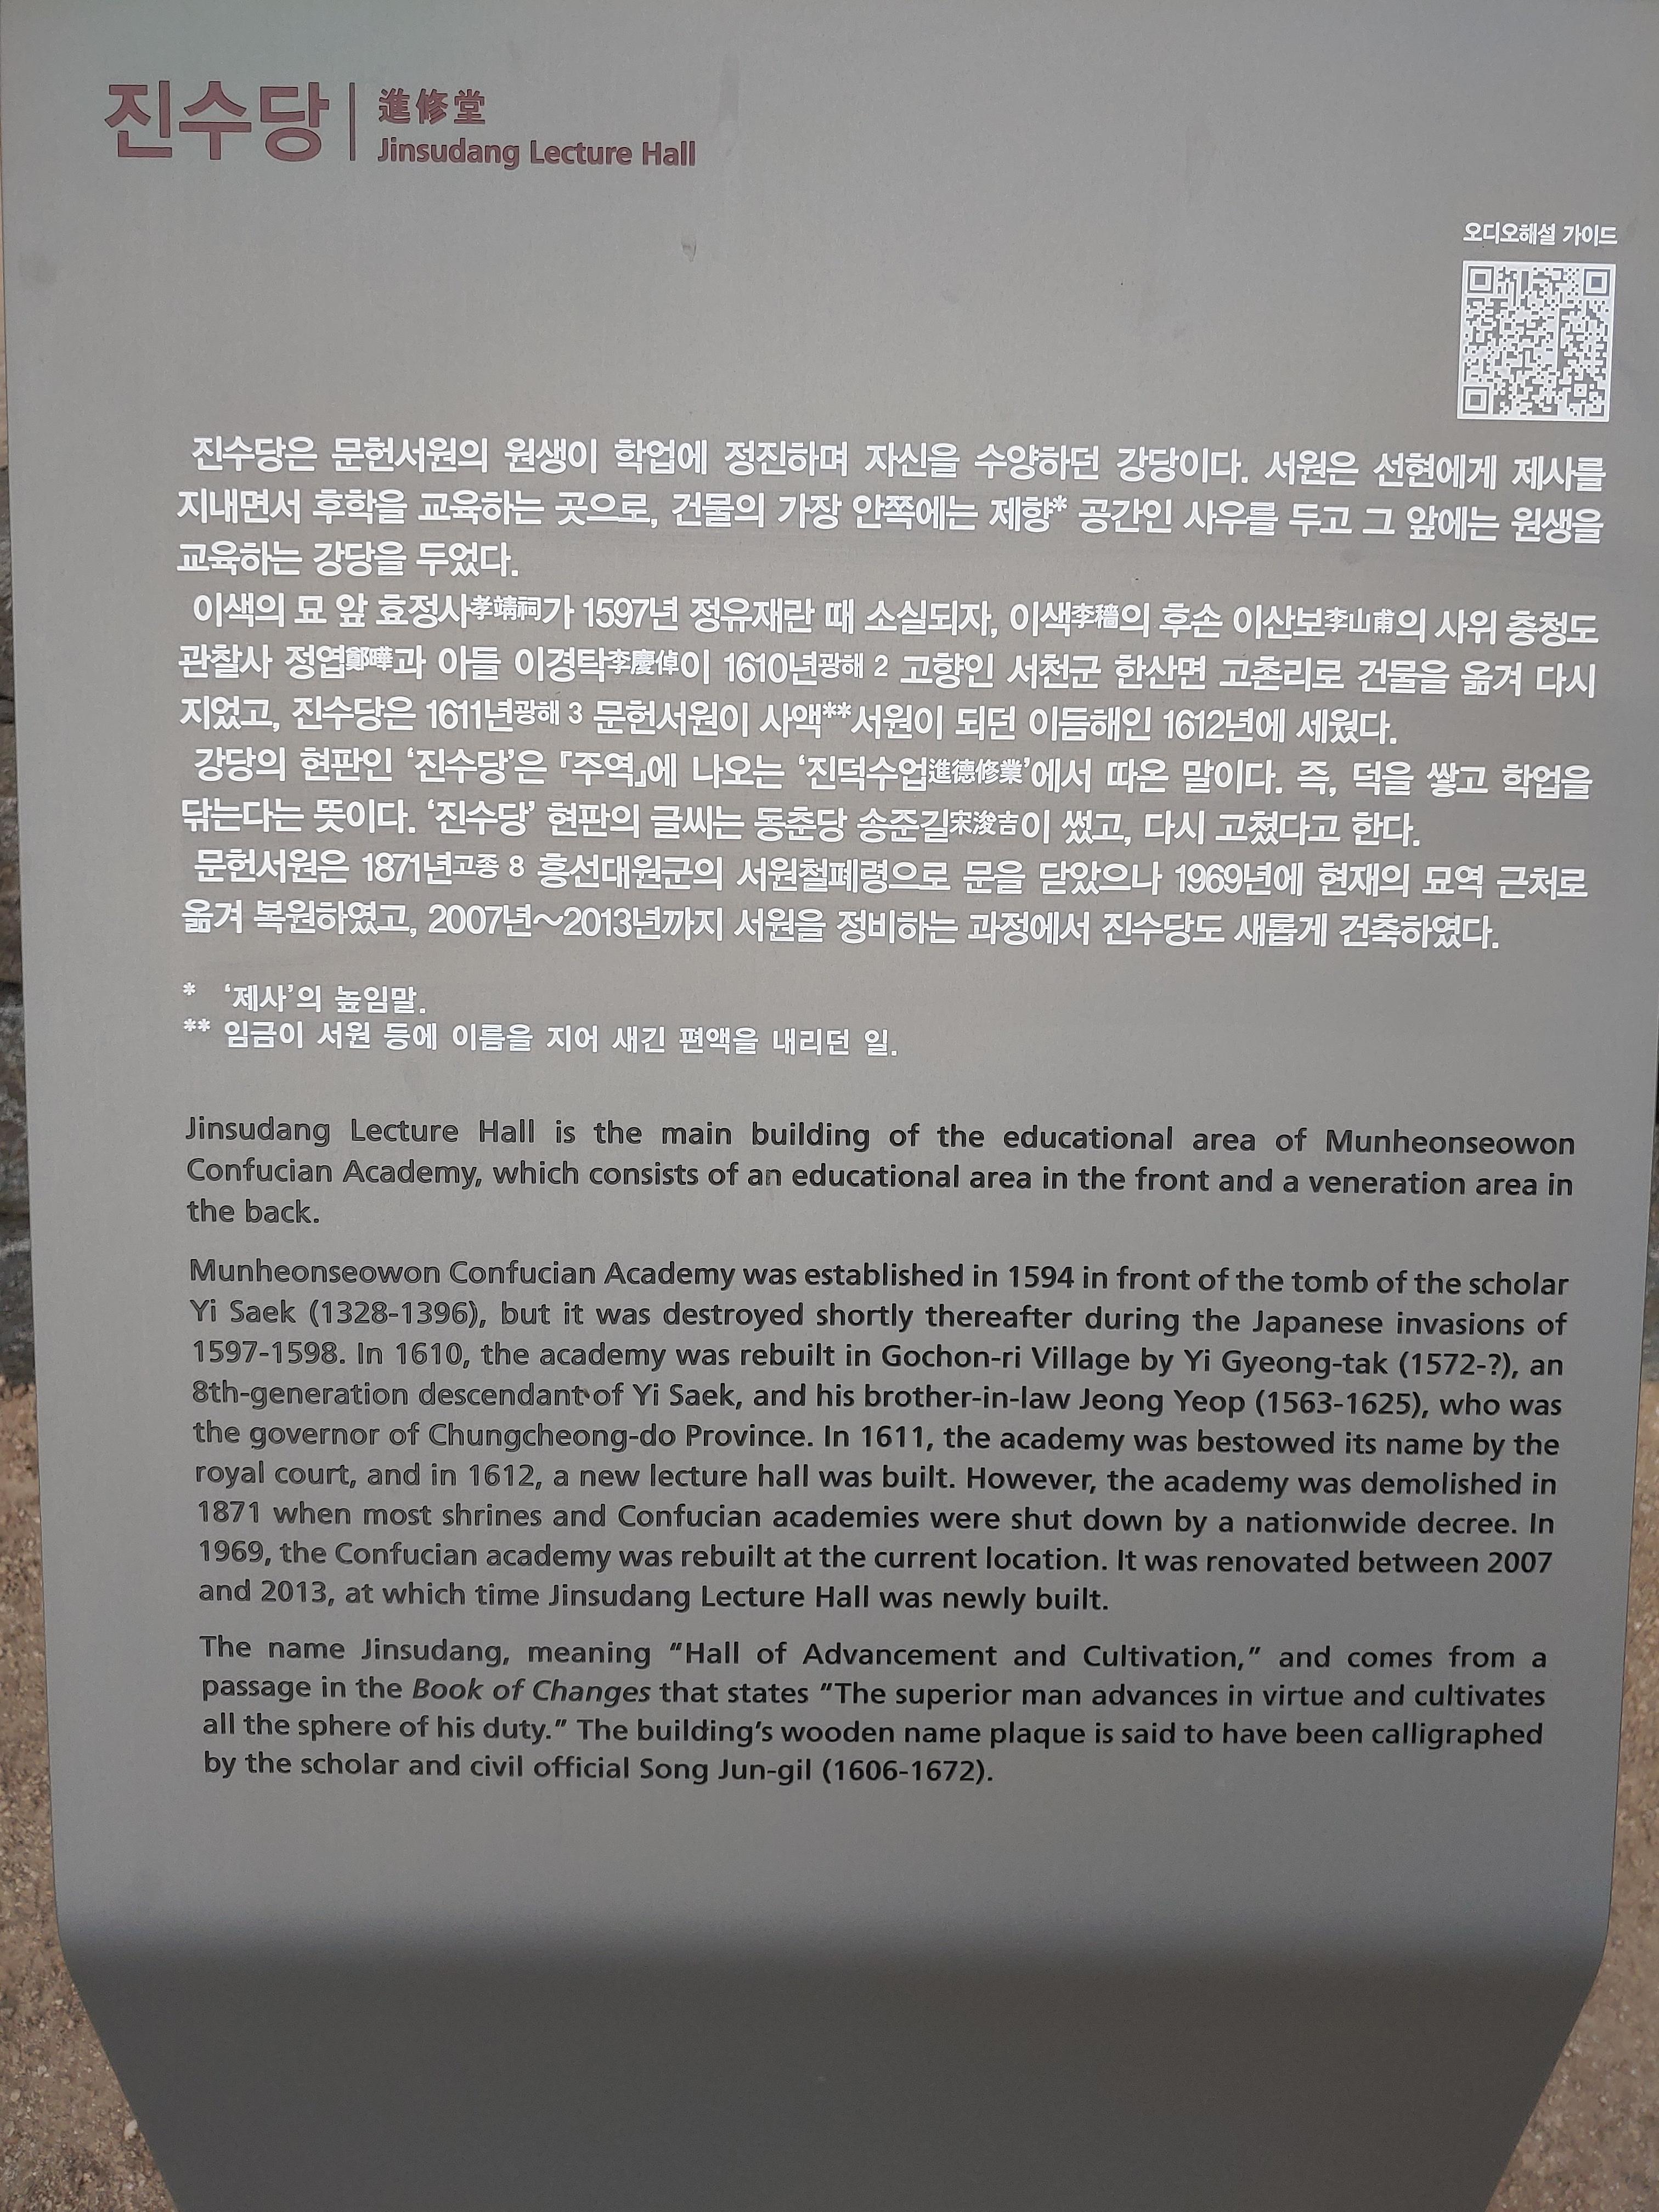 진수당
進修堂
Jinsudang Lecture Hall
오디오해설 가이드
진수당은 문헌서원의 원생이 학업에 정진하며 자신을 수양하던 강당이다. 서원은 선현에게 제사를
지내면서 후학을 교육하는 곳으로, 건물의 가장 안쪽에는 제향* 공간인 사우를 두고 그 앞에는 원생을
교육하는 강당을 두었다.
이색의 묘 앞 효정사孝靖祠가 1597년 정유재란 때 소실되자, 이색李穡의 후손 이산보李山甫의 사위 충청도
관찰사 정엽鄭曄과 아들 이경탁李慶倬이 1610년광해 2 고향인 서천군 한산면 고촌리로 건물을 옮겨 다시
지었고, 진수당은 1611년광해 3 문헌서원이 사액**서원이 되던 이듬해인 1612년에 세웠다.
강당의 현판인 ‘진수당’은 『주역』에 나오는 ‘진덕수업進德修業’에서 따온 말이다. 즉, 덕을 쌓고 학업을
닦는다는 뜻이다. ‘진수당’ 현판의 글씨는 동춘당 송준길宋浚吉이 썼고, 다시 고쳤다고 한다.
문헌서원은 1871년고종 8 흥선대원군의 서원철폐령으로 문을 닫았으나 1969년에 현재의 묘역 근처로
옮겨 복원하였고, 2007년~2013년까지 서원을 정비하는 과정에서 진수당도 새롭게 건축하였다.
* ‘제사’의 높임말.
** 임금이 서원 등에 이름을 지어 새긴 편액을 내리던 일.
Jinsudang Lecture Hall is the main building of the educational area of Munheonseowon
Confucian Academy, which consists of an educational area in the front and a veneration area in
the back.
Munheonseowon Confucian Academy was established in 1594 in front of the tomb of the scholar
Yi Saek (1328-1396), but it was destroyed shortly thereafter during the Japanese invasions of
1597-1598. In 1610, the academy was rebuilt in Gochon-ri Village by Yi Gyeong-tak (1572-?), an
8th-generation descendant of Yi Saek, and his brother-in-law Jeong Yeop (1563-1625), who was
the governor of Chungcheong-do Province. In 1611, the academy was bestowed its name by the
royal court, and in 1612, a new lecture hall was built. However, the academy was demolished in
1871 when most shrines and Confucian academies were shut down by a nationwide decree. In
1969, the Confucian academy was rebuilt at the current location. It was renovated between 2007
and 2013, at which time Jinsudang Lecture Hall was newly built.
The name Jinsudang, meaning “Hall of Advancement and Cultivation,” and comes from a
passage in the Book of Changes that states “The superior man advances in virtue and cultivates
all the sphere of his duty.” The building’s wooden name plaque is said to have been calligraphed
by the scholar and civil official Song Jun-gil (1606-1672).